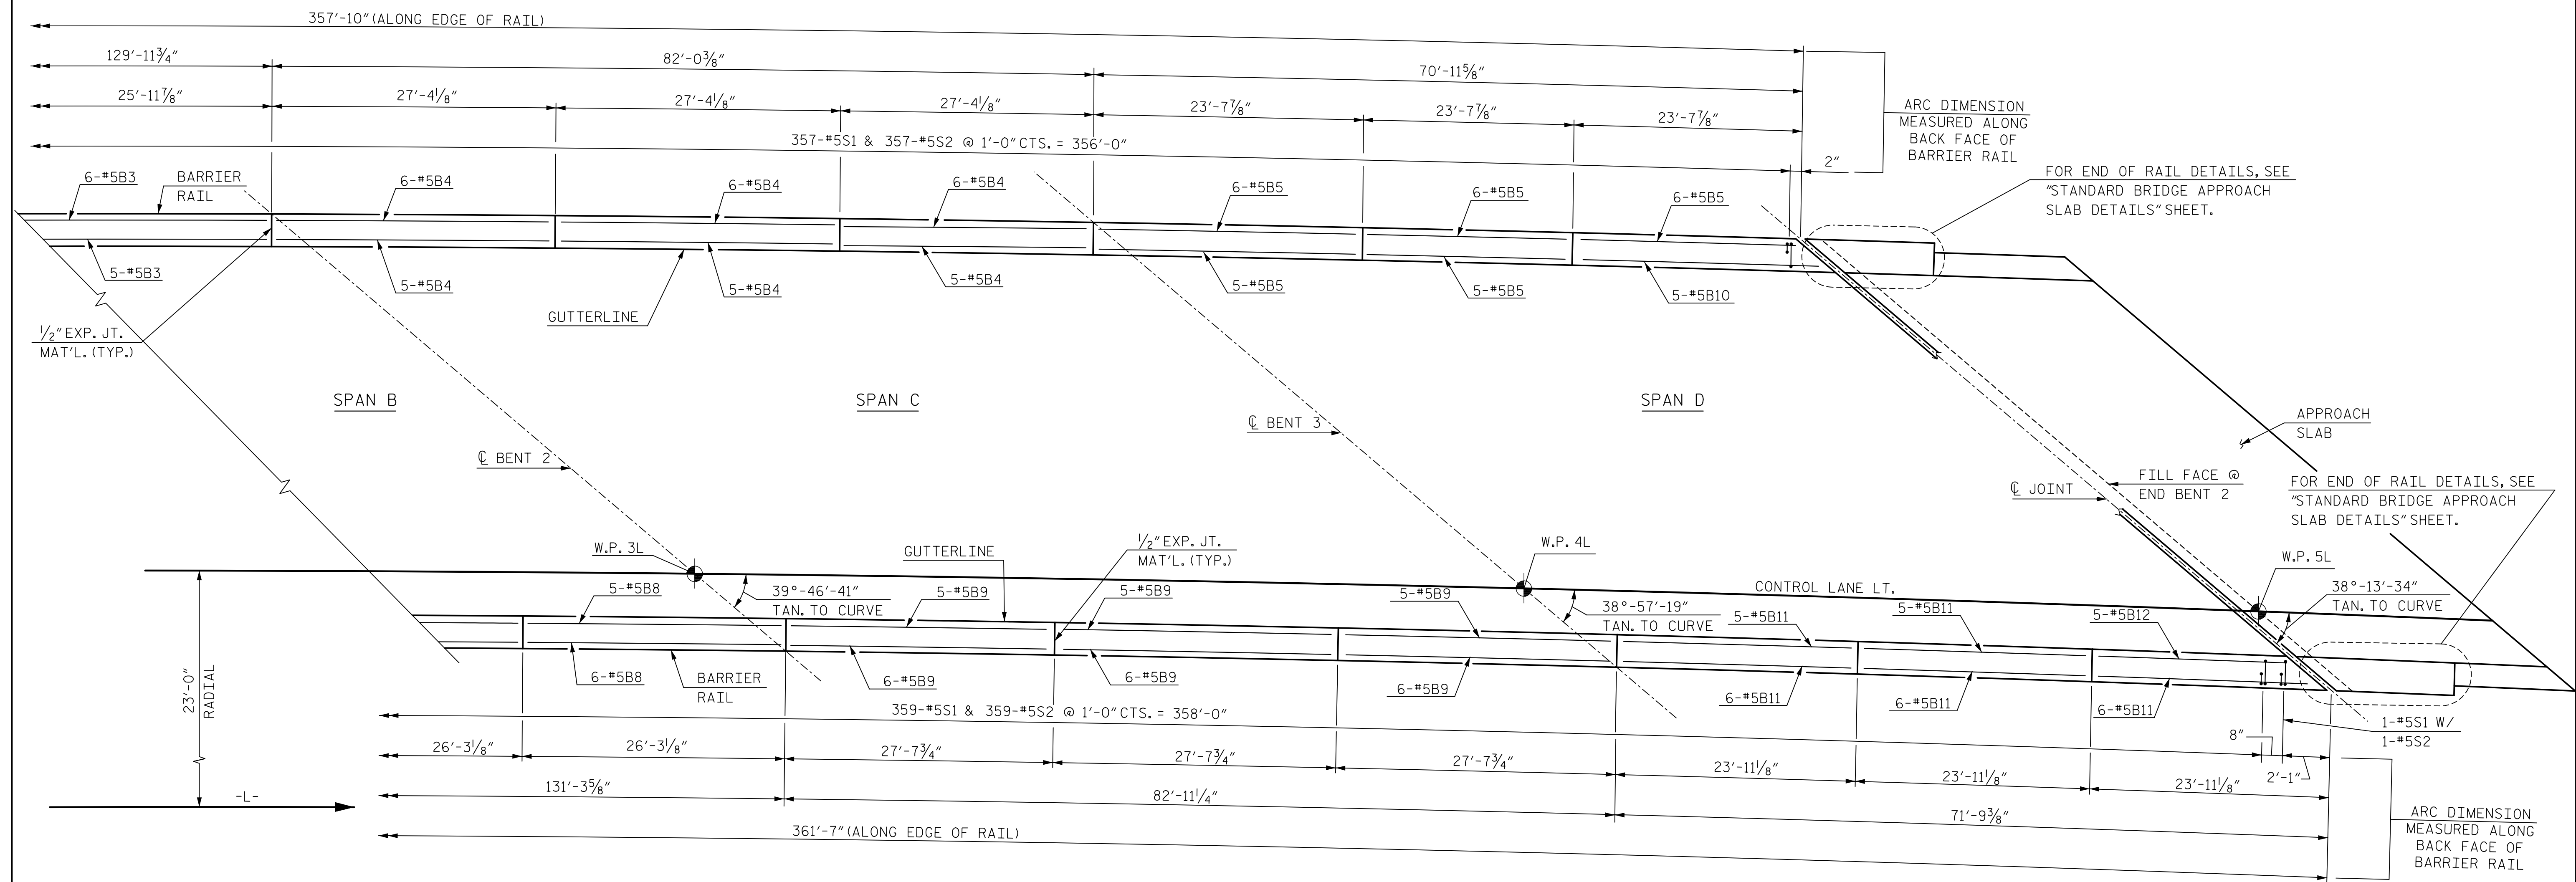 357'-10" (ALONG EDGE OF RAIL)
129'-11¾"
82'-0⅜"
70'-11⅝"
25'-11⅞"
27'-4⅛"
27'-4⅛"
27'-4⅛"
23'-7⅞"
23'-7⅞"
23'-7⅞"
ARC DIMENSION
MEASURED ALONG
BACK FACE OF
BARRIER RAIL
357-#5S1 & 357-#5S2 @ 1'-0" CTS. = 356'-0"
2"
FOR END OF RAIL DETAILS, SEE
"STANDARD BRIDGE APPROACH
SLAB DETAILS" SHEET.
6-#5B3
BARRIER
RAIL
6-#5B4
6-#5B4
6-#5B4
6-#5B5
6-#5B5
6-#5B5
5-#5B3
5-#5B4
5-#5B4
5-#5B4
5-#5B5
5-#5B5
5-#5B10
GUTTERLINE
½" EXP. JT.
MAT'L. (TYP.)
SPAN B
SPAN C
SPAN D
℄ BENT 2
℄ BENT 3
APPROACH
SLAB
℄ JOINT
FILL FACE @
END BENT 2
FOR END OF RAIL DETAILS, SEE
"STANDARD BRIDGE APPROACH
SLAB DETAILS" SHEET.
W.P. 3L
GUTTERLINE
½" EXP. JT.
MAT'L. (TYP.)
W.P. 4L
W.P. 5L
CONTROL LANE LT.
39°-46'-41"
TAN. TO CURVE
38°-57'-19"
TAN. TO CURVE
38°-13'-34"
TAN. TO CURVE
5-#5B8
5-#5B9
5-#5B9
5-#5B9
5-#5B11
5-#5B11
5-#5B12
6-#5B8
BARRIER
RAIL
6-#5B9
6-#5B9
6-#5B9
6-#5B11
6-#5B11
6-#5B11
23'-0"
RADIAL
359-#5S1 & 359-#5S2 @ 1'-0" CTS. = 358'-0"
8"
1-#5S1 W/
1-#5S2
2'-1"
26'-3⅛"
26'-3⅛"
27'-7¾"
27'-7¾"
27'-7¾"
23'-11⅛"
23'-11⅛"
23'-11⅛"
131'-3⅝"
82'-11¼"
71'-9⅜"
-L-
361'-7" (ALONG EDGE OF RAIL)
ARC DIMENSION
MEASURED ALONG
BACK FACE OF
BARRIER RAIL